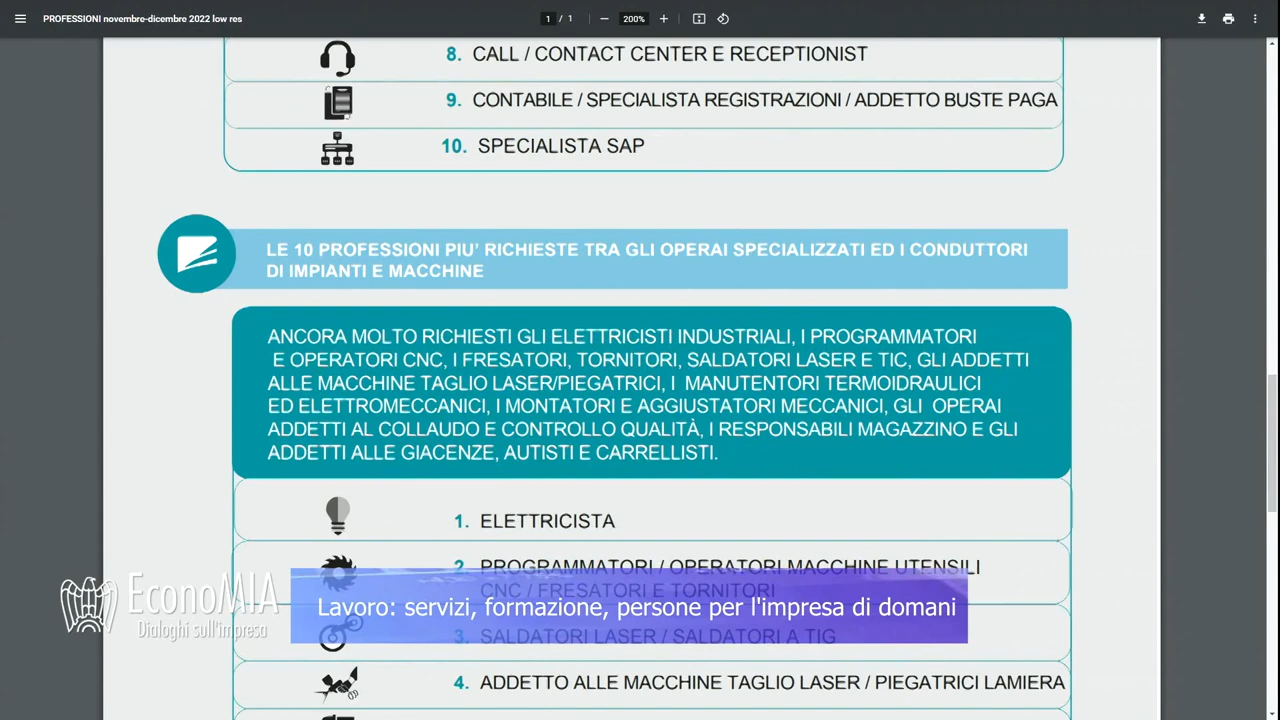 PROFESSIONI novembre-dicembre 2022 low res
1 / 1
200%
8. CALL / CONTACT CENTER E RECEPTIONIST
9. CONTABILE / SPECIALISTA REGISTRAZIONI / ADDETTO BUSTE PAGA
10. SPECIALISTA SAP
LE 10 PROFESSIONI PIU' RICHIESTE TRA GLI OPERAI SPECIALIZZATI ED I CONDUTTORI
DI IMPIANTI E MACCHINE
ANCORA MOLTO RICHIESTI GLI ELETTRICISTI INDUSTRIALI, I PROGRAMMATORI
E OPERATORI CNC, I FRESATORI, TORNITORI, SALDATORI LASER E TIC, GLI ADDETTI
ALLE MACCHINE TAGLIO LASER/PIEGATRICI, I MANUTENTORI TERMOIDRAULICI
ED ELETTROMECCANICI, I MONTATORI E AGGIUSTATORI MECCANICI, GLI OPERAI
ADDETTI AL COLLAUDO E CONTROLLO QUALITÀ, I RESPONSABILI MAGAZZINO E GLI
ADDETTI ALLE GIACENZE, AUTISTI E CARRELLISTI.
1. ELETTRICISTA
2. PROGRAMMATORI / OPERATORI MACCHINE UTENSILI
CNC / FRESATORI E TORNITORI
EconoMIA
Dialoghi sull'impresa
Lavoro: servizi, formazione, persone per l'impresa di domani
3. SALDATORI LASER / SALDATORI A TIG
4. ADDETTO ALLE MACCHINE TAGLIO LASER / PIEGATRICI LAMIERA